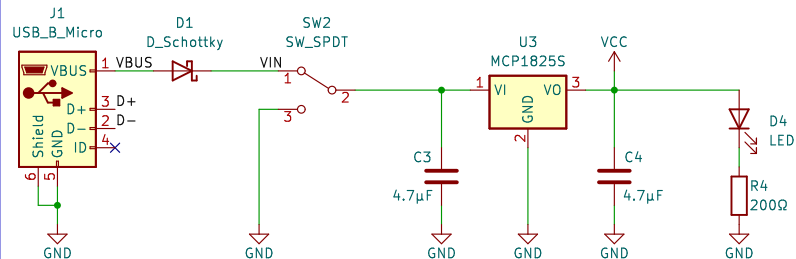 J1
USB_B_Micro
VBUS
1
VBUS
D+
3
D+
D-
2
D-
ID
4
Shield
GND
6
5
GND
D1
D_Schottky
VIN
SW2
SW_SPDT
1
2
3
GND
C3
4.7µF
GND
U3
MCP1825S
1
VI
VO
3
GND
2
GND
VCC
C4
4.7µF
GND
D4
LED
R4
200Ω
GND